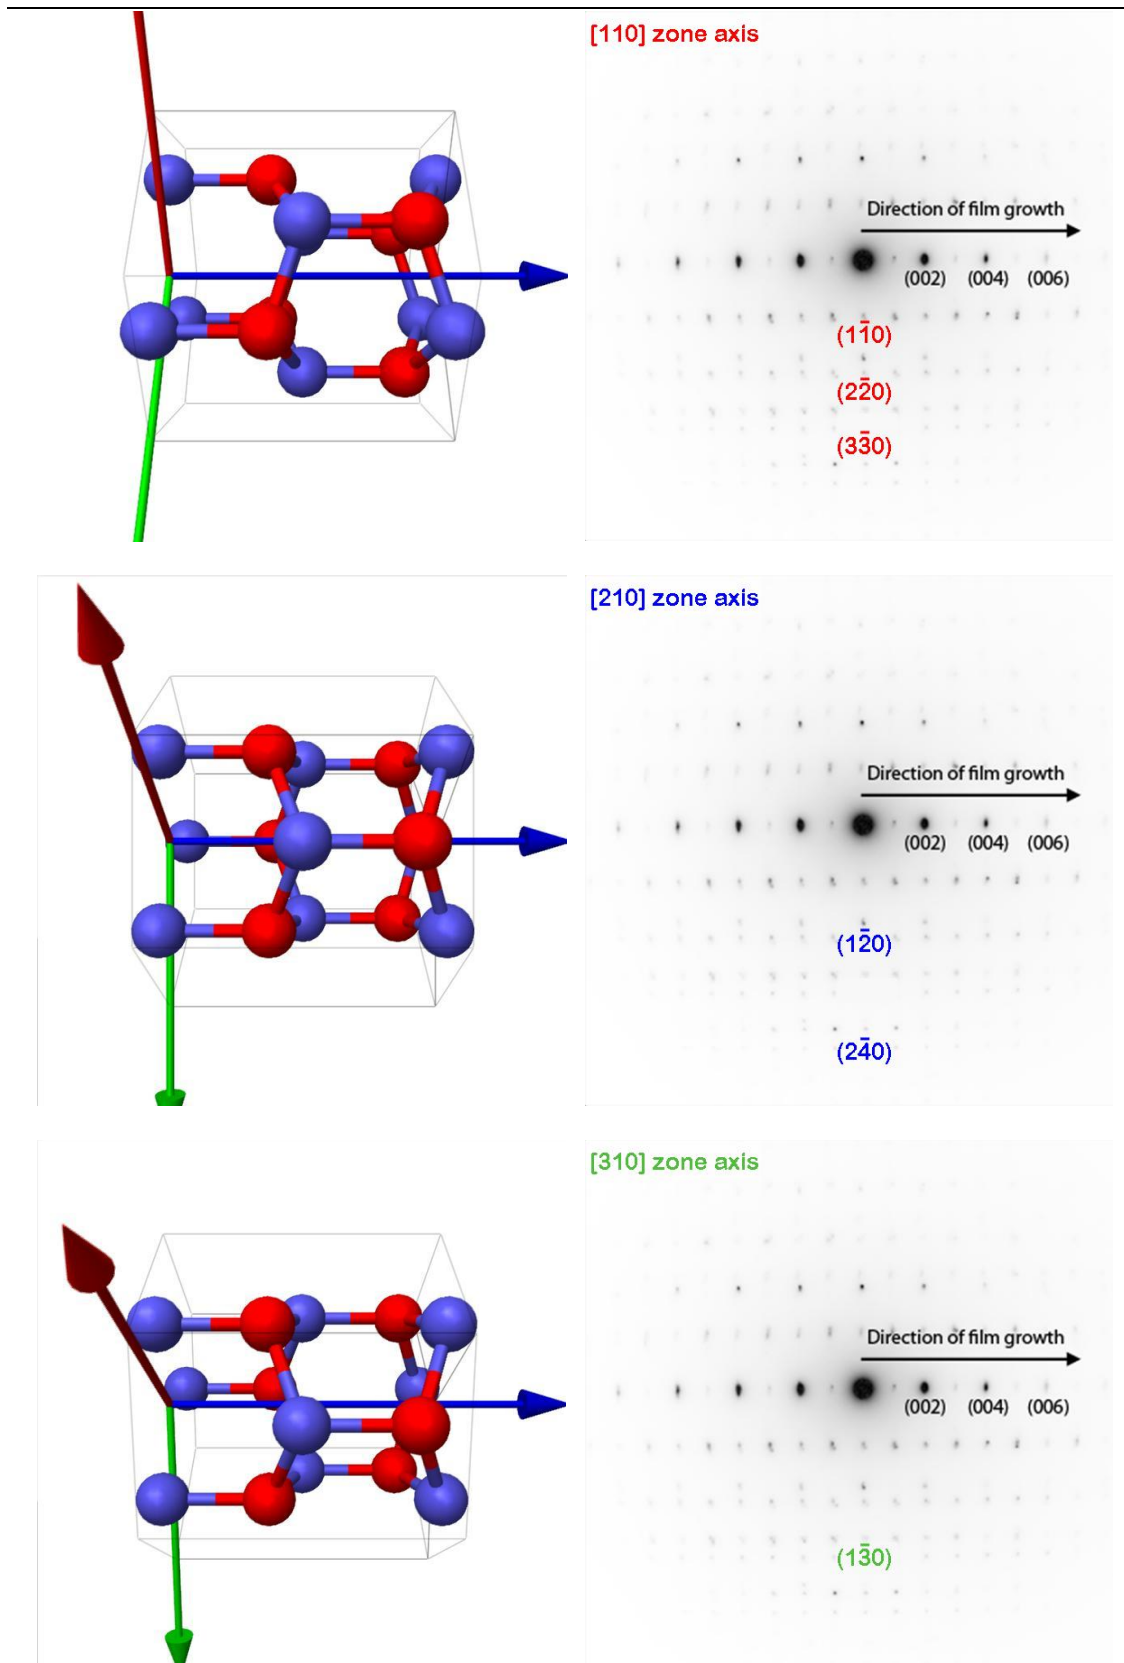 [110] zone axis
Direction of film growth
(002) (004) (006)
(11̅0)
(22̅0)
(33̅0)
[210] zone axis
Direction of film growth
(002) (004) (006)
(12̅0)
(24̅0)
[310] zone axis
Direction of film growth
(002) (004) (006)
(13̅0)